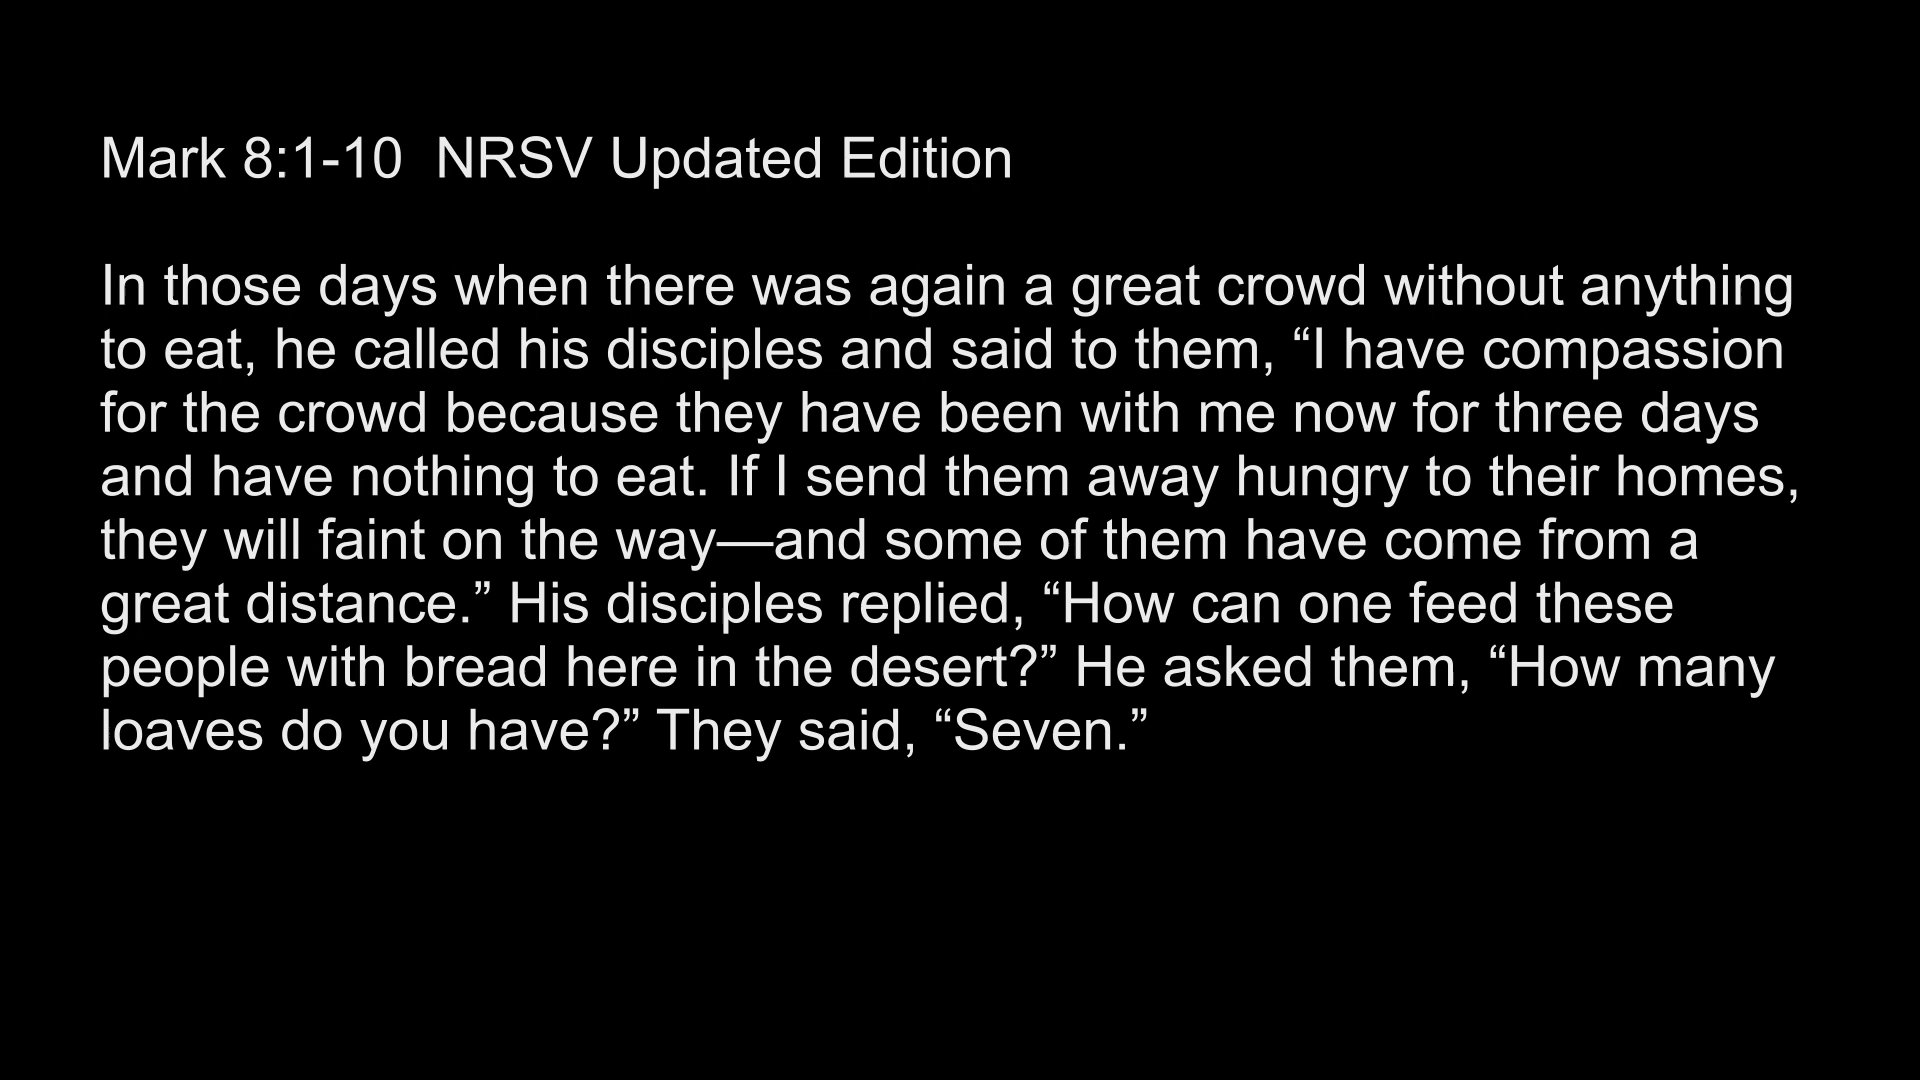 Mark 8:1-10  NRSV Updated Edition
In those days when there was again a great crowd without anything
to eat, he called his disciples and said to them, “I have compassion
for the crowd because they have been with me now for three days
and have nothing to eat. If I send them away hungry to their homes,
they will faint on the way—and some of them have come from a
great distance.” His disciples replied, “How can one feed these
people with bread here in the desert?” He asked them, “How many
loaves do you have?” They said, “Seven.”